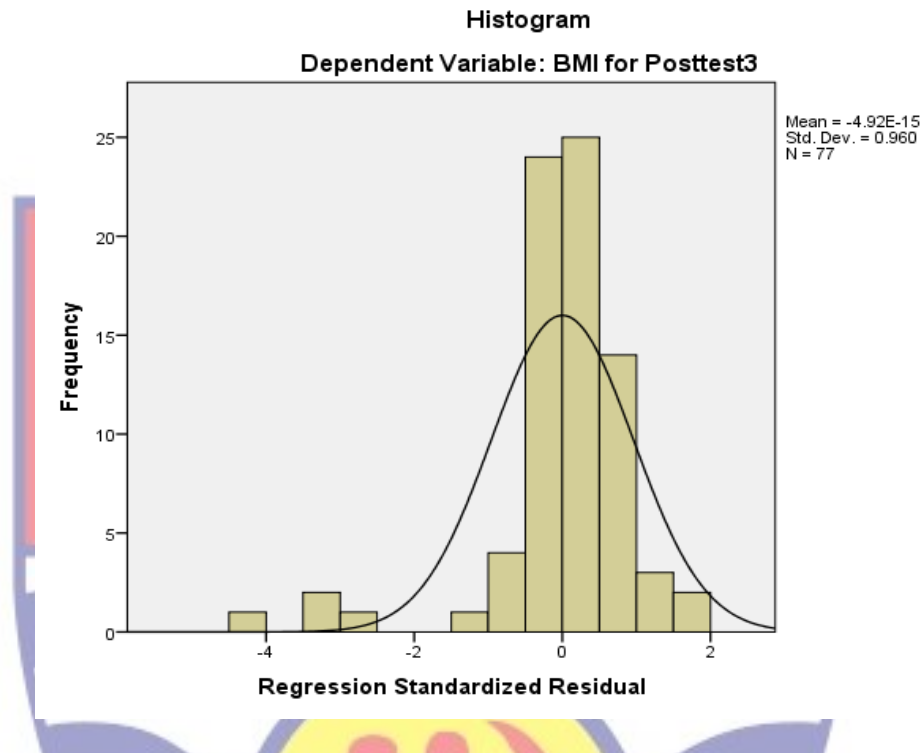 Histogram
Dependent Variable: BMI for Posttest3
Mean = -4.92E-15
Std. Dev. = 0.960
N = 77
25
20
15
10
5
0
Frequency
-4
-2
0
2
Regression Standardized Residual